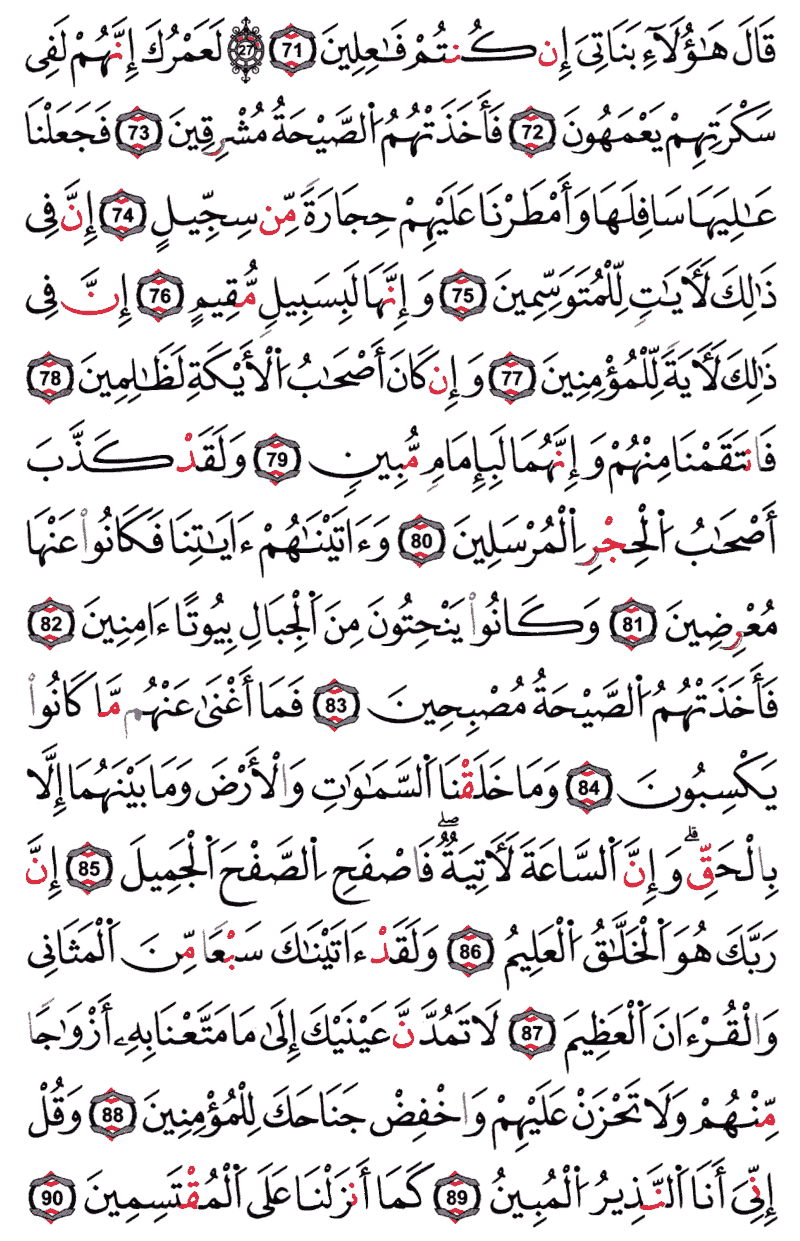 قَالَ هَٰٓؤُلَآءِ بَنَاتِىٓ إِن كُنتُمْ فَٰعِلِينَ 71 27 لَعَمْرُكَ إِنَّهُمْ لَفِى
سَكْرَتِهِمْ يَعْمَهُونَ 72 فَأَخَذَتْهُمُ ٱلصَّيْحَةُ مُشْرِقِينَ 73 فَجَعَلْنَا
عَٰلِيَهَا سَافِلَهَا وَأَمْطَرْنَا عَلَيْهِمْ حِجَارَةً مِّن سِجِّيلٍ 74 إِنَّ فِى
ذَٰلِكَ لَءَايَٰتٍ لِّلْمُتَوَسِّمِينَ 75 وَإِنَّهَا لَبِسَبِيلٍ مُّقِيمٍ 76 إِنَّ فِى
ذَٰلِكَ لَءَايَةً لِّلْمُؤْمِنِينَ 77 وَإِن كَانَ أَصْحَٰبُ ٱلْأَيْكَةِ لَظَٰلِمِينَ 78
فَٱنتَقَمْنَا مِنْهُمْ وَإِنَّهُمَا لَبِإِمَامٍ مُّبِينٍ 79 وَلَقَدْ كَذَّبَ
أَصْحَٰبُ ٱلْحِجْرِ ٱلْمُرْسَلِينَ 80 وَءَاتَيْنَٰهُمْ ءَايَٰتِنَا فَكَانُوا۟ عَنْهَا
مُعْرِضِينَ 81 وَكَانُوا۟ يَنْحِتُونَ مِنَ ٱلْجِبَالِ بِيُوتًا ءَامِنِينَ 82
فَأَخَذَتْهُمُ ٱلصَّيْحَةُ مُصْبِحِينَ 83 فَمَآ أَغْنَىٰ عَنْهُم مَّا كَانُوا۟
يَكْسِبُونَ 84 وَمَا خَلَقْنَا ٱلسَّمَٰوَٰتِ وَٱلْأَرْضَ وَمَا بَيْنَهُمَآ إِلَّا
بِٱلْحَقِّ ۗ وَإِنَّ ٱلسَّاعَةَ لَءَاتِيَةٌ ۖ فَٱصْفَحِ ٱلصَّفْحَ ٱلْجَمِيلَ 85 إِنَّ
رَبَّكَ هُوَ ٱلْخَلَّٰقُ ٱلْعَلِيمُ 86 وَلَقَدْ ءَاتَيْنَٰكَ سَبْعًا مِّنَ ٱلْمَثَانِى
وَٱلْقُرْءَانَ ٱلْعَظِيمَ 87 لَا تَمُدَّنَّ عَيْنَيْكَ إِلَىٰ مَا مَتَّعْنَا بِهِۦٓ أَزْوَٰجًا
مِّنْهُمْ وَلَا تَحْزَنْ عَلَيْهِمْ وَٱخْفِضْ جَنَاحَكَ لِلْمُؤْمِنِينَ 88 وَقُلْ
إِنِّىٓ أَنَا ٱلنَّذِيرُ ٱلْمُبِينُ 89 كَمَآ أَنزَلْنَا عَلَى ٱلْمُقْتَسِمِينَ 90